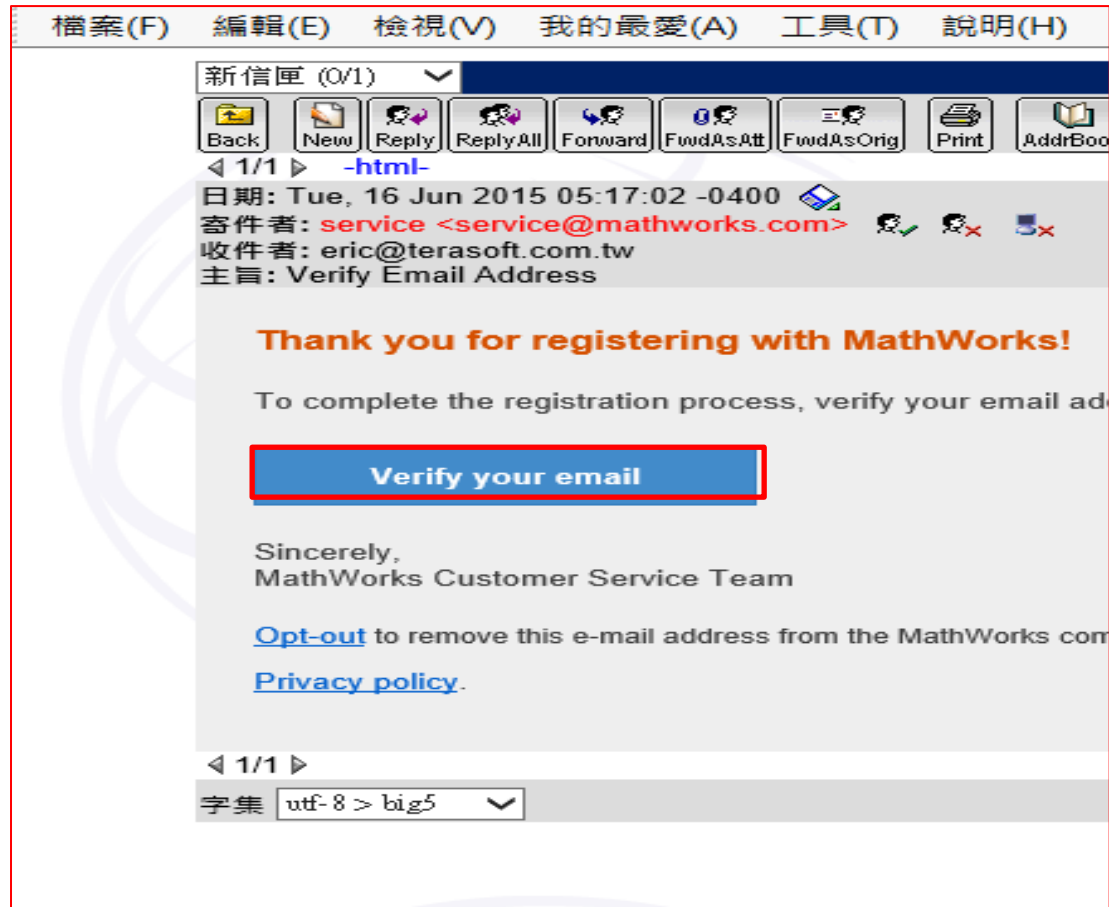 檔案(F) 編輯(E) 檢視(V) 我的最愛(A) 工具(T) 說明(H)
新信匣 (0/1)
Back New Reply ReplyAll Forward FwdAsAtt FwdAsOrig Print AddrBoo
1/1 -html-
日期: Tue, 16 Jun 2015 05:17:02 -0400
寄件者: service <service@mathworks.com>
收件者: eric@terasoft.com.tw
主旨: Verify Email Address
Thank you for registering with MathWorks!
To complete the registration process, verify your email ad
Verify your email
Sincerely,
MathWorks Customer Service Team
Opt-out to remove this e-mail address from the MathWorks com
Privacy policy.
1/1
字集 utf-8 > big5